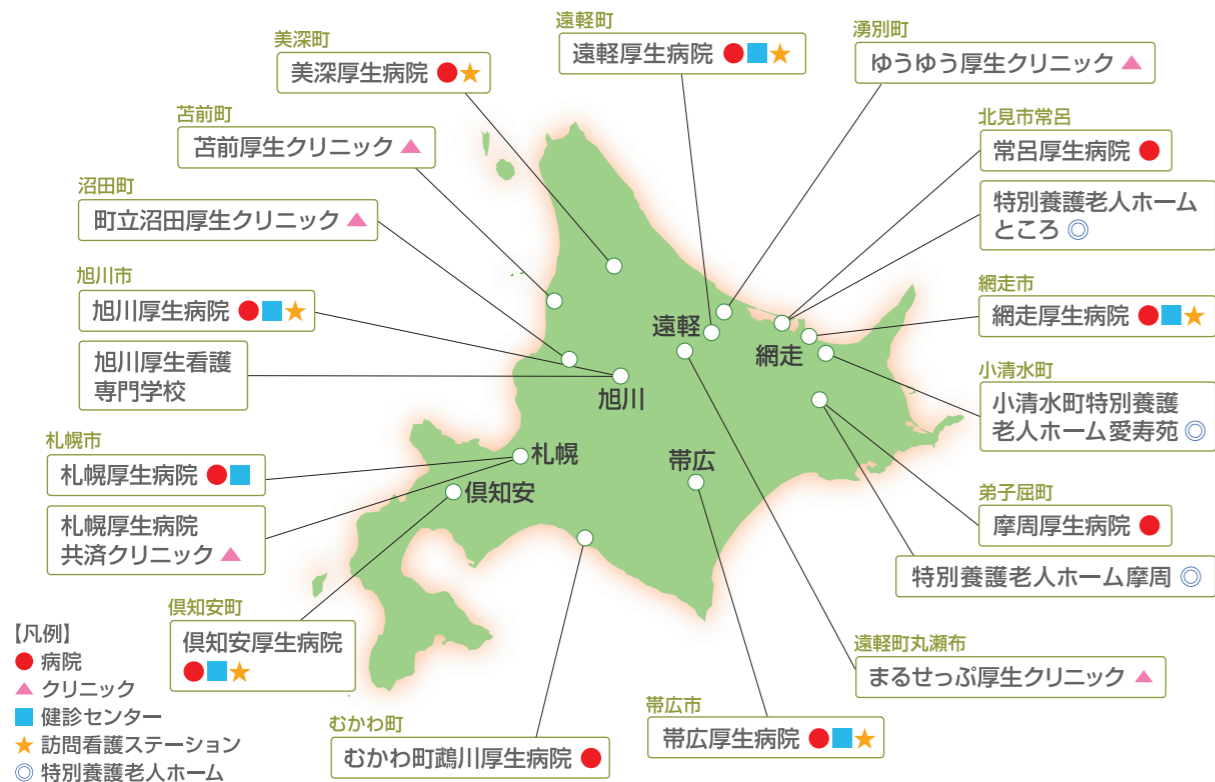 美深町
美深厚生病院 ●★
遠軽町
遠軽厚生病院 ●■★
湧別町
ゆうゆう厚生クリニック ▲
苫前町
苫前厚生クリニック ▲
北見市常呂
常呂厚生病院 ●
特別養護老人ホーム
ところ ◎
沼田町
町立沼田厚生クリニック ▲
旭川市
旭川厚生病院 ●■★
旭川厚生看護
専門学校
網走市
網走厚生病院 ●■★
小清水町
小清水町特別養護
老人ホーム愛寿苑 ◎
遠軽
網走
旭川
札幌
倶知安
帯広
札幌市
札幌厚生病院 ●■
札幌厚生病院
共済クリニック ▲
弟子屈町
摩周厚生病院 ●
特別養護老人ホーム摩周 ◎
倶知安町
倶知安厚生病院
●■★
遠軽町丸瀬布
まるせっぷ厚生クリニック ▲
むかわ町
むかわ町鵡川厚生病院 ●
帯広市
帯広厚生病院 ●■★
【凡例】
● 病院
▲ クリニック
■ 健診センター
★ 訪問看護ステーション
◎ 特別養護老人ホーム